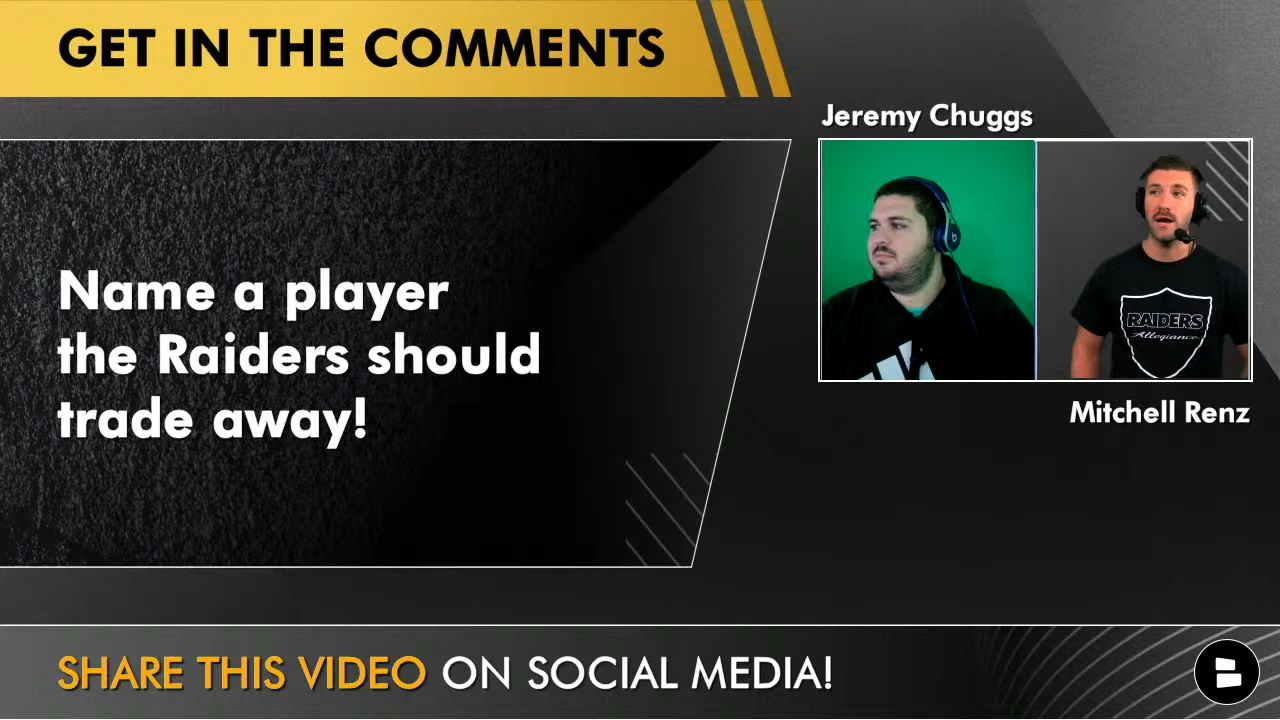 GET IN THE COMMENTS
Jeremy Chuggs
Name a player
the Raiders should
trade away!
RAIDERS
Allegiance
Mitchell Renz
SHARE THIS VIDEO ON SOCIAL MEDIA!